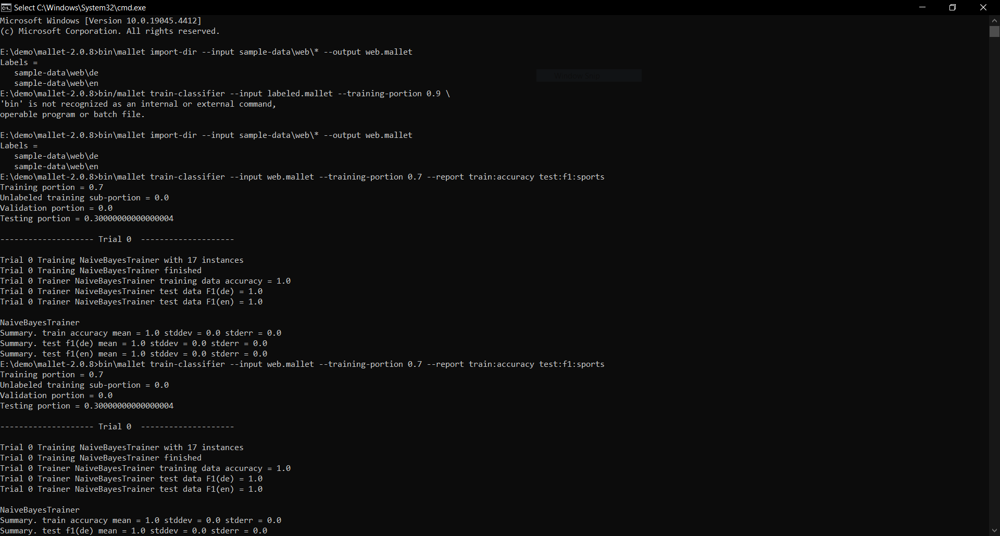 Select C:\Windows\System32\cmd.exe
Microsoft Windows [Version 10.0.19045.4412]
(c) Microsoft Corporation. All rights reserved.
E:\demo\mallet-2.0.8>bin\mallet import-dir --input sample-data\web\* --output web.mallet
Labels =
   sample-data\web\de
   sample-data\web\en
Window Snip
E:\demo\mallet-2.0.8>bin/mallet train-classifier --input labeled.mallet --training-portion 0.9 \
'bin' is not recognized as an internal or external command,
operable program or batch file.
E:\demo\mallet-2.0.8>bin\mallet import-dir --input sample-data\web\* --output web.mallet
Labels =
   sample-data\web\de
   sample-data\web\en
E:\demo\mallet-2.0.8>bin\mallet train-classifier --input web.mallet --training-portion 0.7 --report train:accuracy test:f1:sports
Training portion = 0.7
Unlabeled training sub-portion = 0.0
Validation portion = 0.0
Testing portion = 0.30000000000000004
-------------------- Trial 0  --------------------
Trial 0 Training NaiveBayesTrainer with 17 instances
Trial 0 Training NaiveBayesTrainer finished
Trial 0 Trainer NaiveBayesTrainer training data accuracy = 1.0
Trial 0 Trainer NaiveBayesTrainer test data F1(de) = 1.0
Trial 0 Trainer NaiveBayesTrainer test data F1(en) = 1.0
NaiveBayesTrainer
Summary. train accuracy mean = 1.0 stddev = 0.0 stderr = 0.0
Summary. test f1(de) mean = 1.0 stddev = 0.0 stderr = 0.0
Summary. test f1(en) mean = 1.0 stddev = 0.0 stderr = 0.0
E:\demo\mallet-2.0.8>bin\mallet train-classifier --input web.mallet --training-portion 0.7 --report train:accuracy test:f1:sports
Training portion = 0.7
Unlabeled training sub-portion = 0.0
Validation portion = 0.0
Testing portion = 0.30000000000000004
-------------------- Trial 0  --------------------
Trial 0 Training NaiveBayesTrainer with 17 instances
Trial 0 Training NaiveBayesTrainer finished
Trial 0 Trainer NaiveBayesTrainer training data accuracy = 1.0
Trial 0 Trainer NaiveBayesTrainer test data F1(de) = 1.0
Trial 0 Trainer NaiveBayesTrainer test data F1(en) = 1.0
NaiveBayesTrainer
Summary. train accuracy mean = 1.0 stddev = 0.0 stderr = 0.0
Summary. test f1(de) mean = 1.0 stddev = 0.0 stderr = 0.0